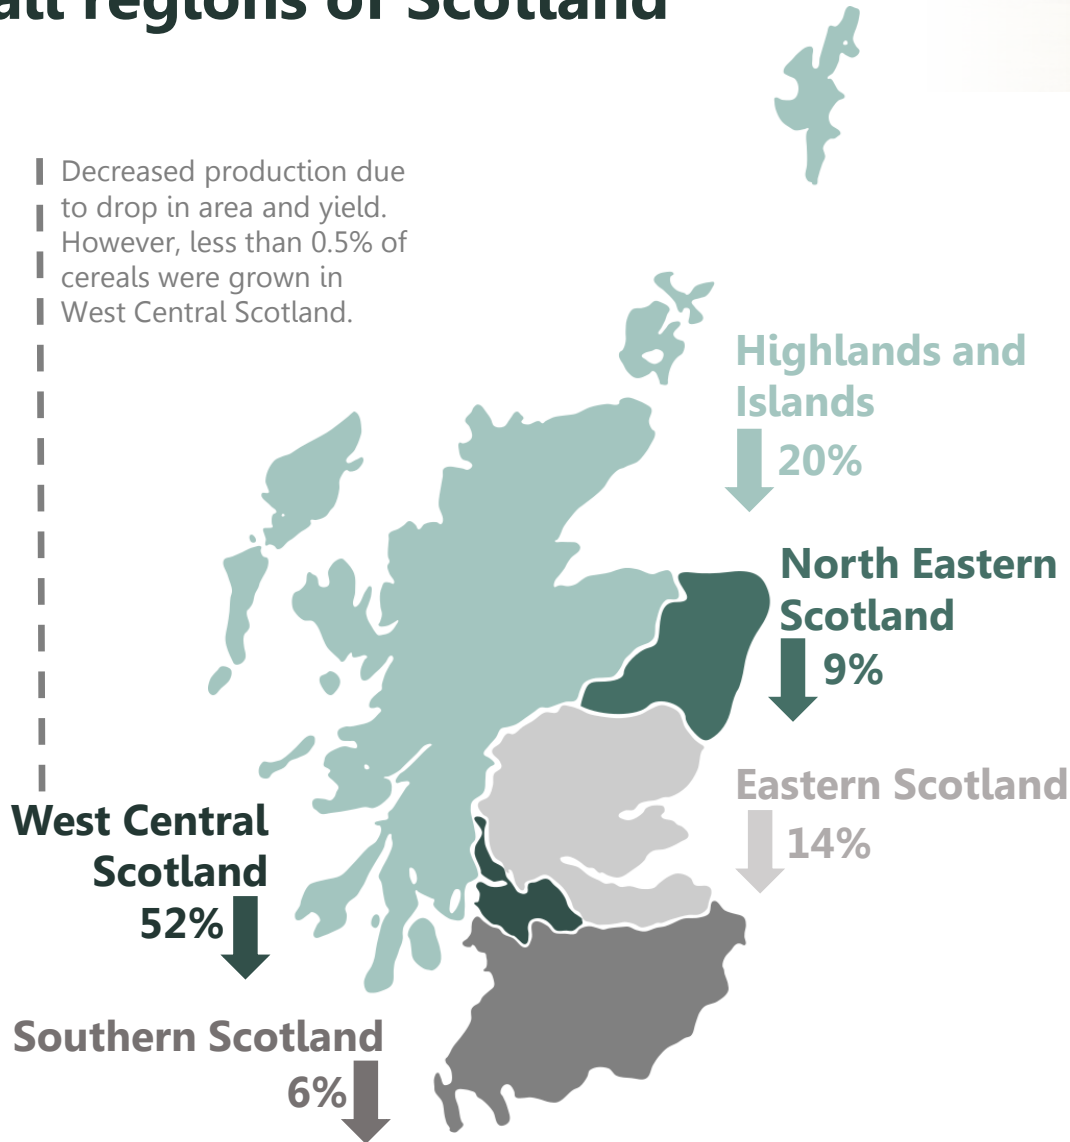 all regions of Scotland
Decreased production due
to drop in area and yield.
However, less than 0.5% of
cereals were grown in
West Central Scotland.
Highlands and
Islands
20%
North Eastern
Scotland
9%
Eastern Scotland
14%
West Central
Scotland
52%
Southern Scotland
6%